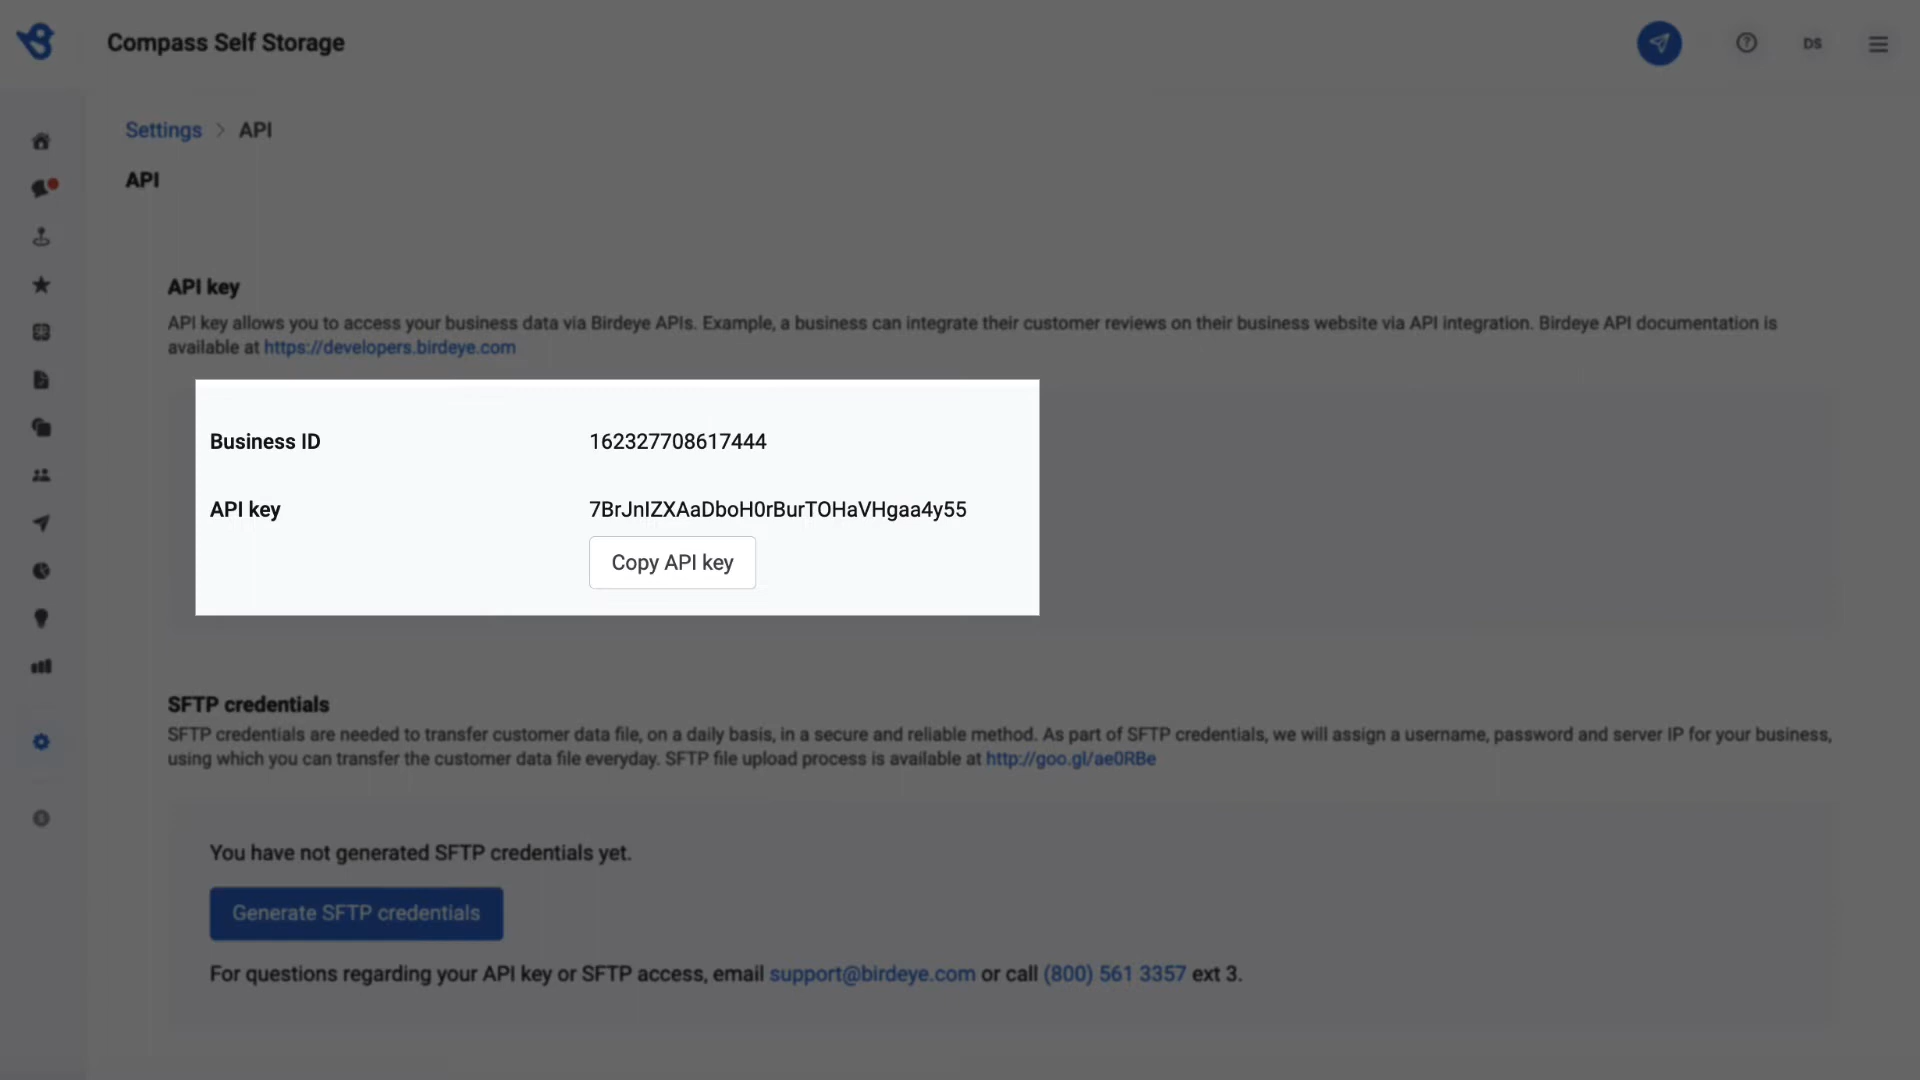 Compass Self Storage
DS
Settings > API
API
API key
API key allows you to access your business data via Birdeye APIs. Example, a business can integrate their customer reviews on their business website via API integration. Birdeye API documentation is
available at https://developers.birdeye.com
Business ID 162327708617444
API key 7BrJnIZXAaDboH0rBurTOHaVHgaa4y55
Copy API key
SFTP credentials
SFTP credentials are needed to transfer customer data file, on a daily basis, in a secure and reliable method. As part of SFTP credentials, we will assign a username, password and server IP for your business,
using which you can transfer the customer data file everyday. SFTP file upload process is available at http://goo.gl/ae0RBe
You have not generated SFTP credentials yet.
Generate SFTP credentials
For questions regarding your API key or SFTP access, email support@birdeye.com or call (800) 561 3357 ext 3.